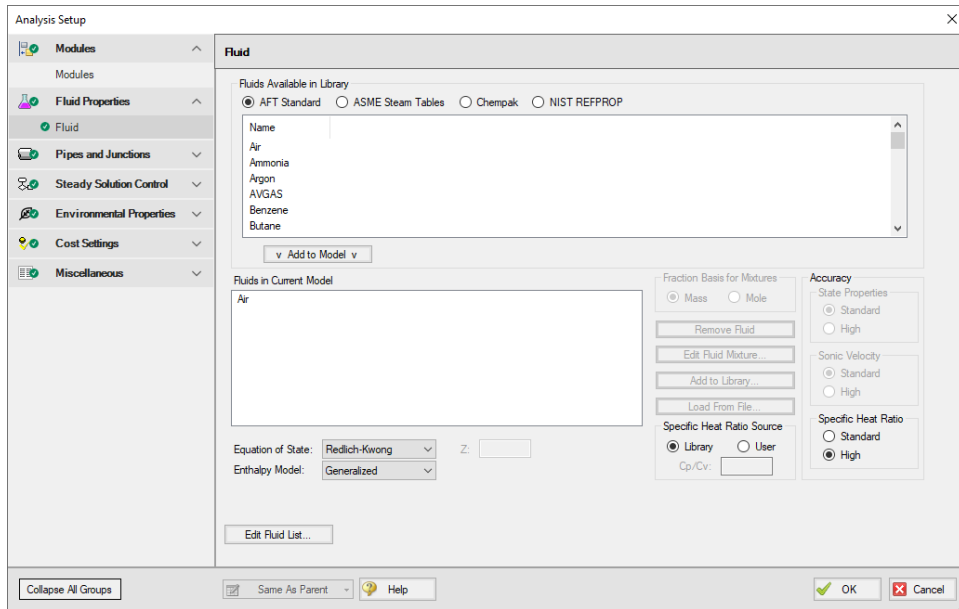 Analysis Setup
Modules
Modules
Fluid Properties
Fluid
Pipes and Junctions
Steady Solution Control
Environmental Properties
Cost Settings
Miscellaneous
Collapse All Groups
Fluid
Fluids Available in Library
AFT Standard ASME Steam Tables Chempak NIST REFPROP
Name
Air
Ammonia
Argon
AVGAS
Benzene
Butane
v Add to Model v
Fluids in Current Model
Air
Fraction Basis for Mixtures
Mass Mole
Remove Fluid
Edit Fluid Mixture...
Add to Library...
Load From File...
Specific Heat Ratio Source
Library User
Cp/Cv:
Accuracy
State Properties
Standard
High
Sonic Velocity
Standard
High
Specific Heat Ratio
Standard
High
Equation of State: Redlich-Kwong Z:
Enthalpy Model: Generalized
Edit Fluid List...
Same As Parent Help OK Cancel